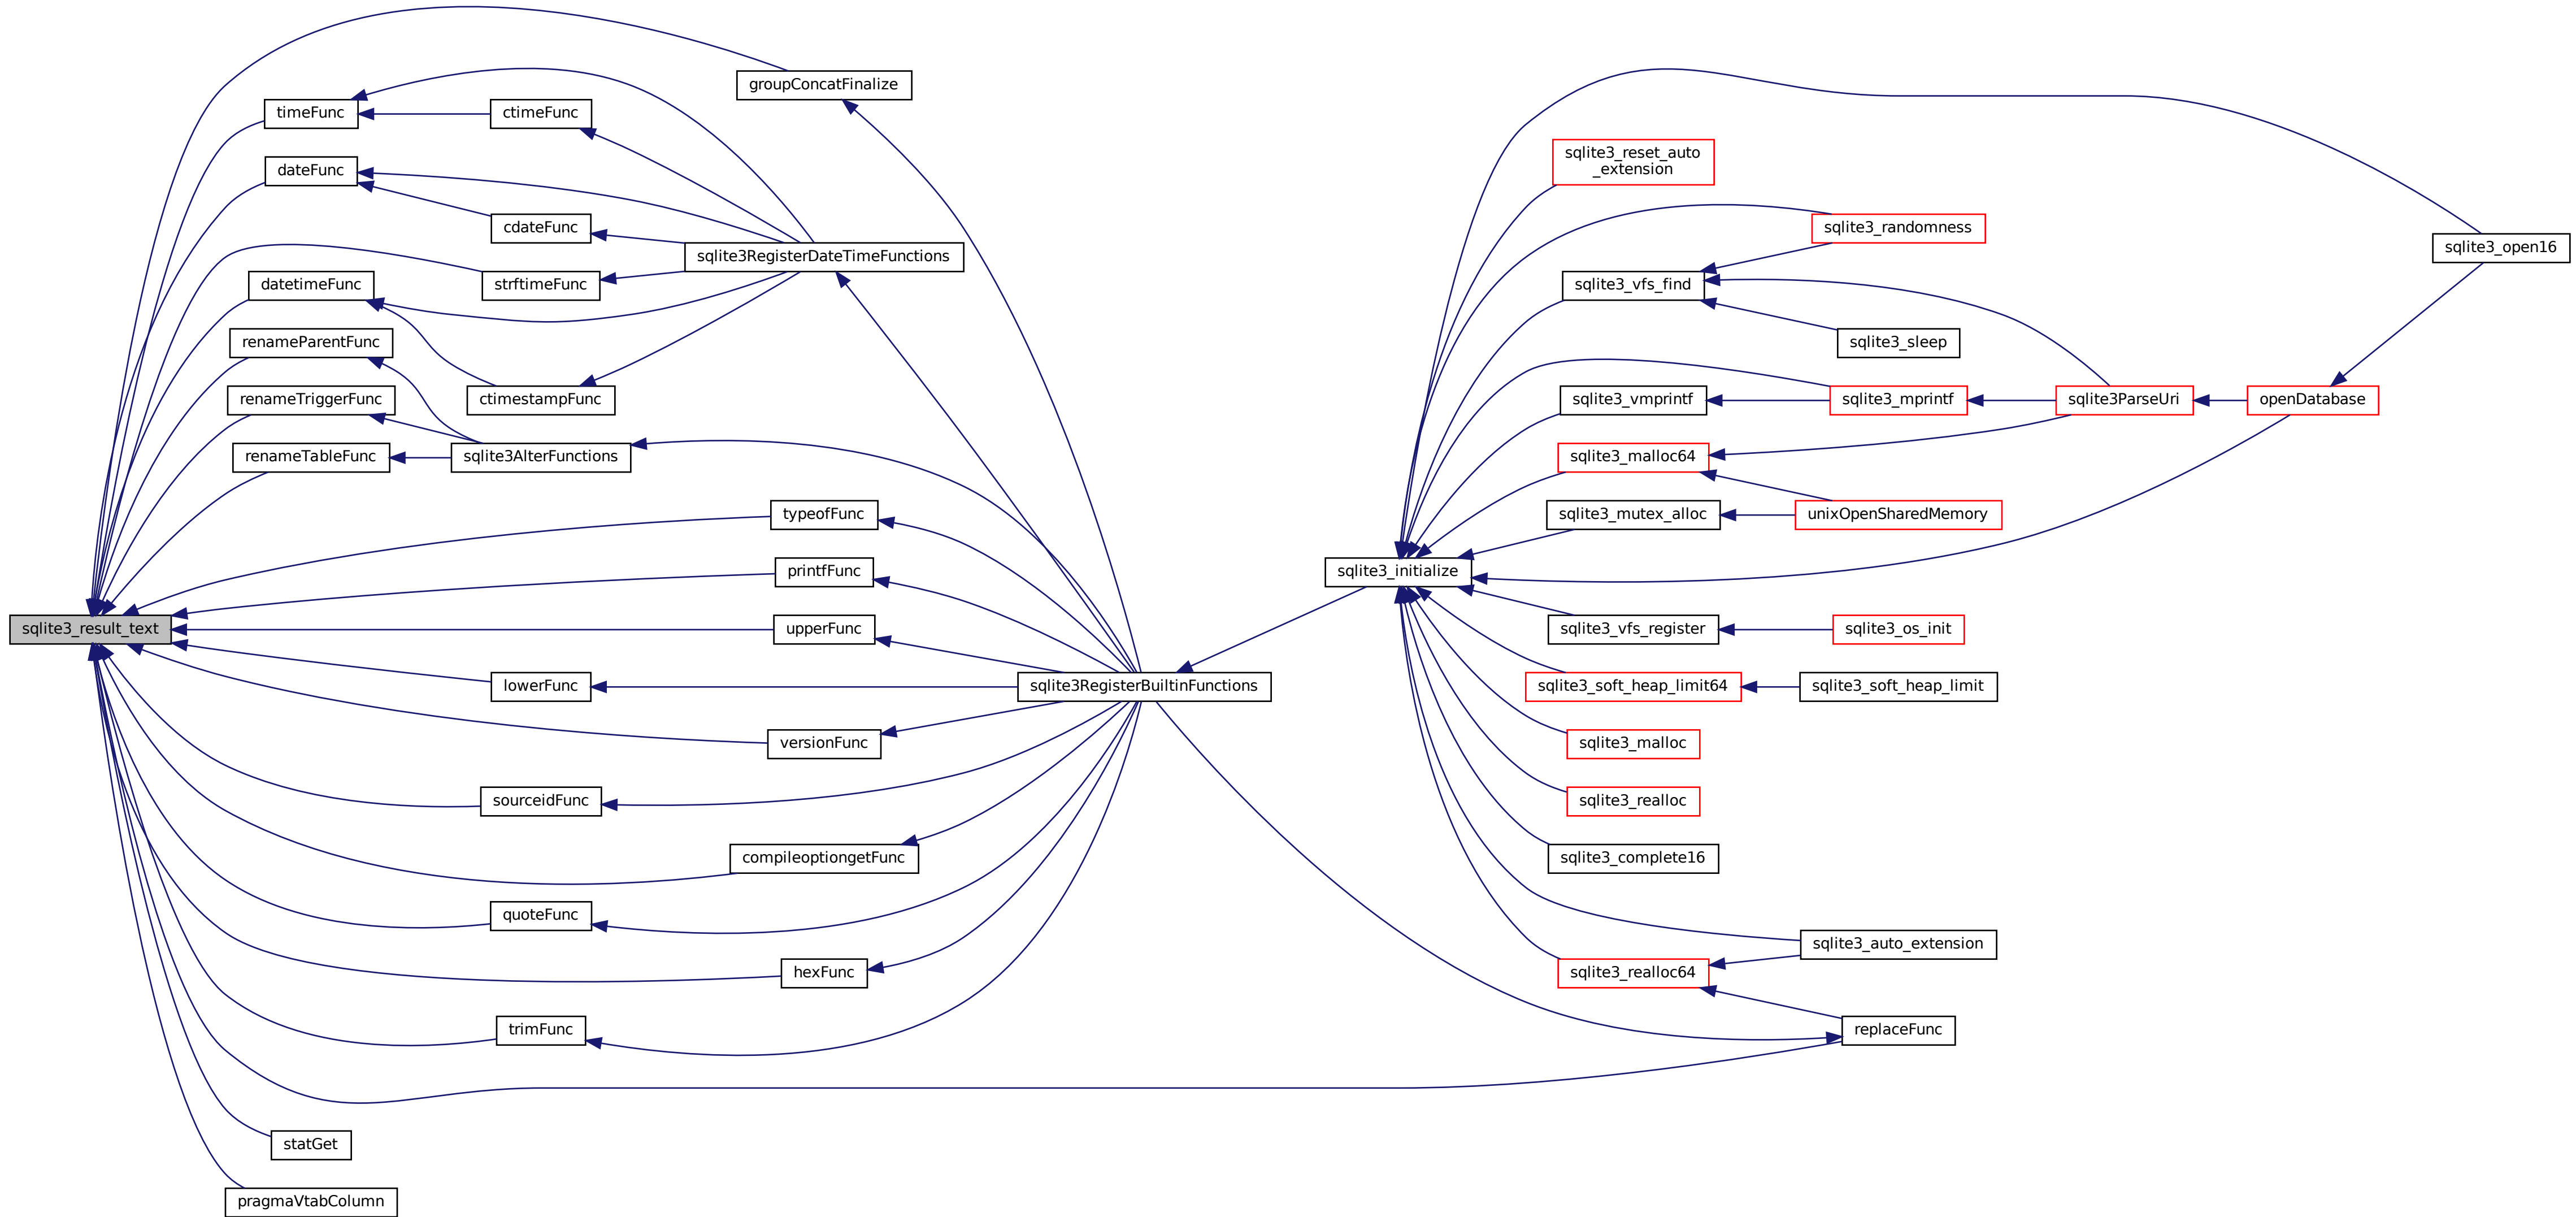 groupConcatFinalize
timeFunc
ctimeFunc
sqlite3_reset_auto
_extension
dateFunc
cdateFunc
sqlite3_randomness
sqlite3_open16
sqlite3RegisterDateTimeFunctions
datetimeFunc
strftimeFunc
sqlite3_vfs_find
renameParentFunc
sqlite3_sleep
renameTriggerFunc
ctimestampFunc
sqlite3_vmprintf
sqlite3_mprintf
sqlite3ParseUri
openDatabase
renameTableFunc
sqlite3AlterFunctions
sqlite3_malloc64
typeofFunc
sqlite3_mutex_alloc
unixOpenSharedMemory
printfFunc
sqlite3_initialize
sqlite3_result_text
upperFunc
sqlite3_vfs_register
sqlite3_os_init
lowerFunc
sqlite3RegisterBuiltinFunctions
sqlite3_soft_heap_limit64
sqlite3_soft_heap_limit
versionFunc
sqlite3_malloc
sourceidFunc
sqlite3_realloc
compileoptiongetFunc
sqlite3_complete16
quoteFunc
sqlite3_auto_extension
hexFunc
sqlite3_realloc64
trimFunc
replaceFunc
statGet
pragmaVtabColumn